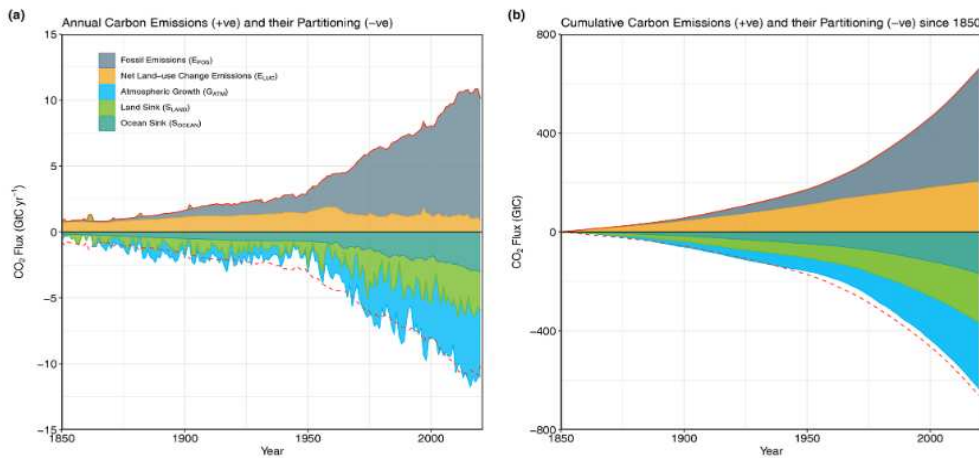 (a)
Annual Carbon Emissions (+ve) and their Partitioning (−ve)
15
10
5
0
−5
−10
−15
CO2 Flux (GtC yr−1)
Fossil Emissions (EFOS)
Net Land−use Change Emissions (ELUC)
Atmospheric Growth (GATM)
Land Sink (SLAND)
Ocean Sink (SOCEAN)
1850
1900
1950
2000
Year
(b)
Cumulative Carbon Emissions (+ve) and their Partitioning (−ve) since 1850
800
400
0
−400
−800
CO2 Flux (GtC)
1850
1900
1950
2000
Year